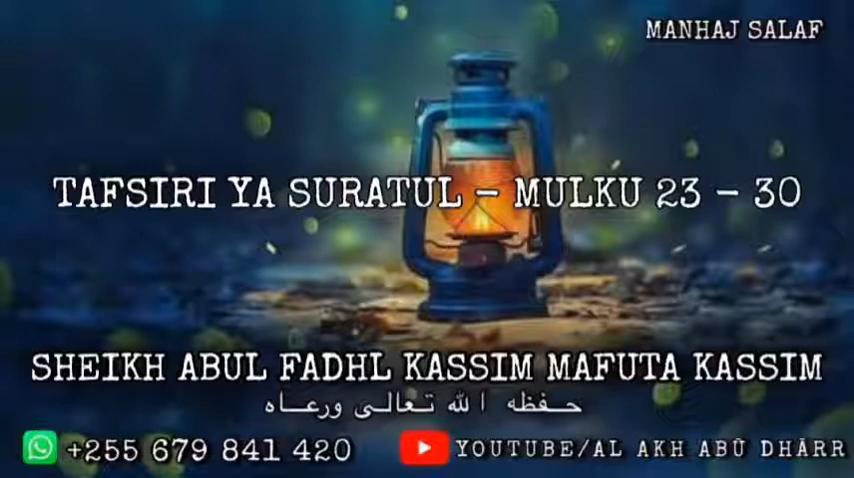 MANHAJ SALAF
TAFSIRI YA SURATUL - MULKU 23 - 30
SHEIKH ABUL FADHL KASSIM MAFUTA KASSIM
حفظه الله تعالى ورعاه
+255 679 841 420
YOUTUBE/AL AKH ABŪ DHĀRR